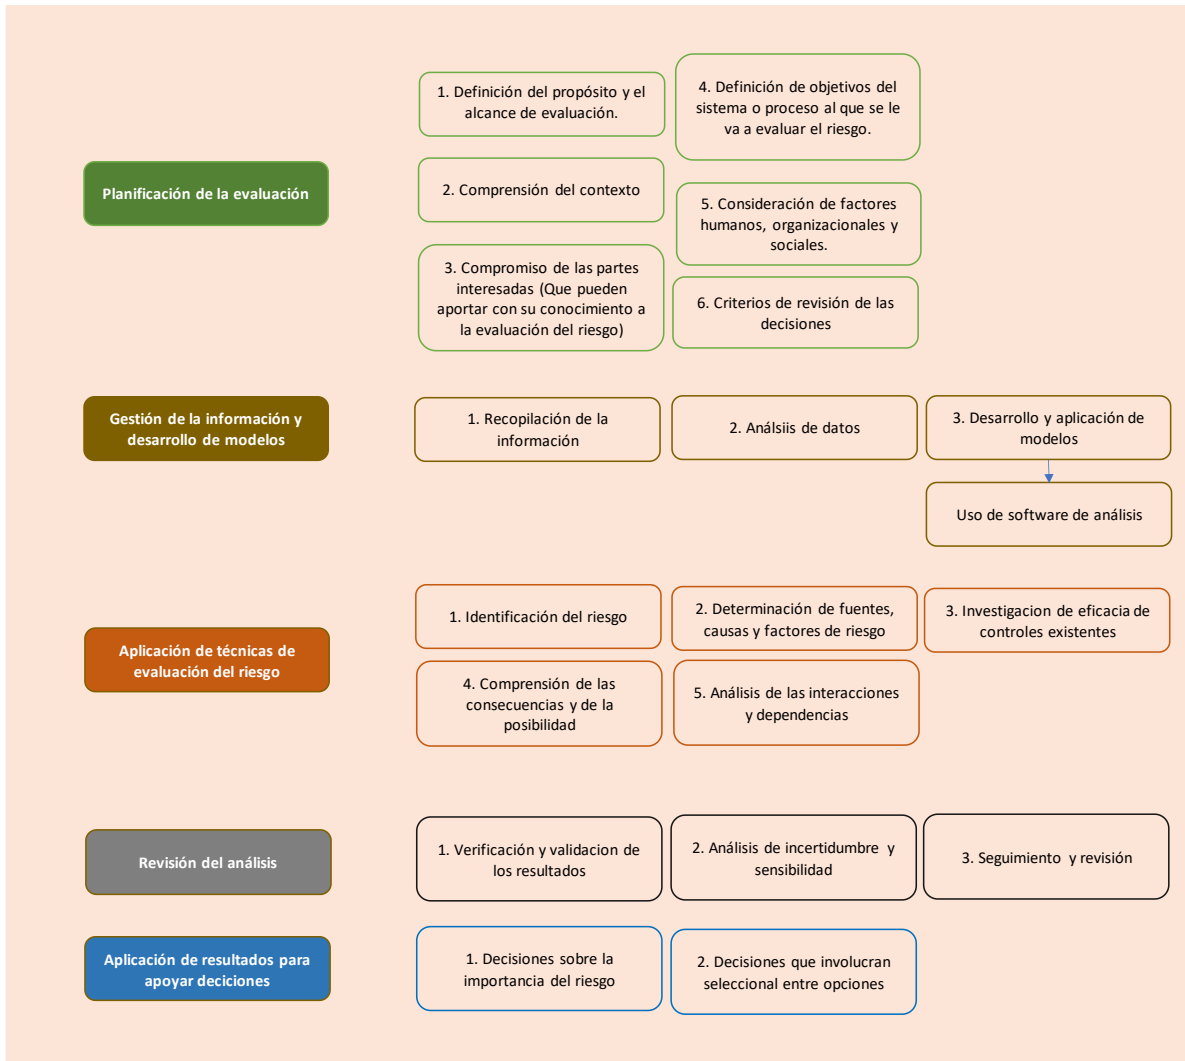 Planificación de la evaluación
1. Definición del propósito y el
alcance de evaluación.
2. Comprensión del contexto
3. Compromiso de las partes
interesadas (Que pueden
aportar con su conocimiento a
la evaluación del riesgo)
4. Definición de objetivos del
sistema o proceso al que se le
va a evaluar el riesgo.
5. Consideración de factores
humanos, organizacionales y
sociales.
6. Criterios de revisión de las
decisiones
Gestión de la información y
desarrollo de modelos
1. Recopilación de la
información
2. Análsiis de datos
3. Desarrollo y aplicación de
modelos
Uso de software de análisis
Aplicación de técnicas de
evaluación del riesgo
1. Identificación del riesgo
2. Determinación de fuentes,
causas y factores de riesgo
3. Investigacion de eficacia de
controles existentes
4. Comprensión de las
consecuencias y de la
posibilidad
5. Análisis de las interacciones
y dependencias
Revisión del análisis
1. Verificación y validacion de
los resultados
2. Análisis de incertidumbre y
sensibilidad
3. Seguimiento y revisión
Aplicación de resultados para
apoyar deciciones
1. Decisiones sobre la
importancia del riesgo
2. Decisiones que involucran
seleccional entre opciones